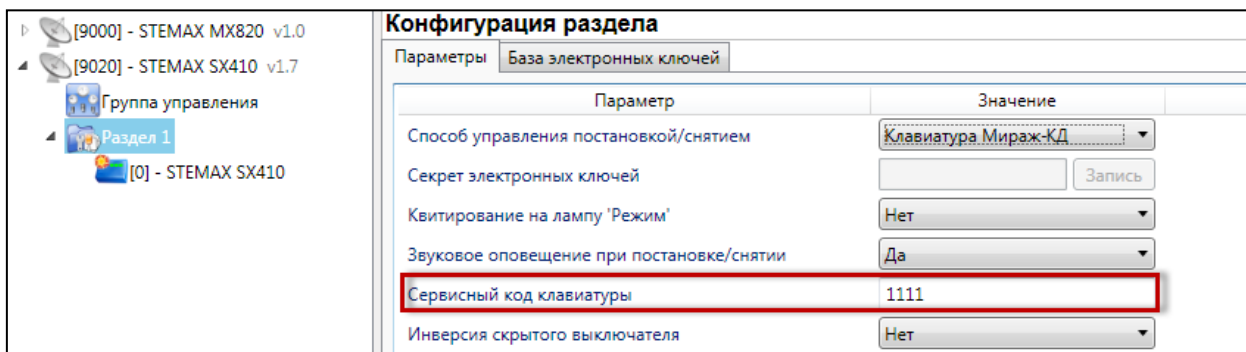 [9000] - STEMAX MX820 v1.0
[9020] - STEMAX SX410 v1.7
Группа управления
Раздел 1
[0] - STEMAX SX410
Конфигурация раздела
Параметры База электронных ключей
Параметр Значение
Способ управления постановкой/снятием Клавиатура Мираж-КД
Секрет электронных ключей Запись
Квитирование на лампу 'Режим' Нет
Звуковое оповещение при постановке/снятии Да
Сервисный код клавиатуры 1111
Инверсия скрытого выключателя Нет